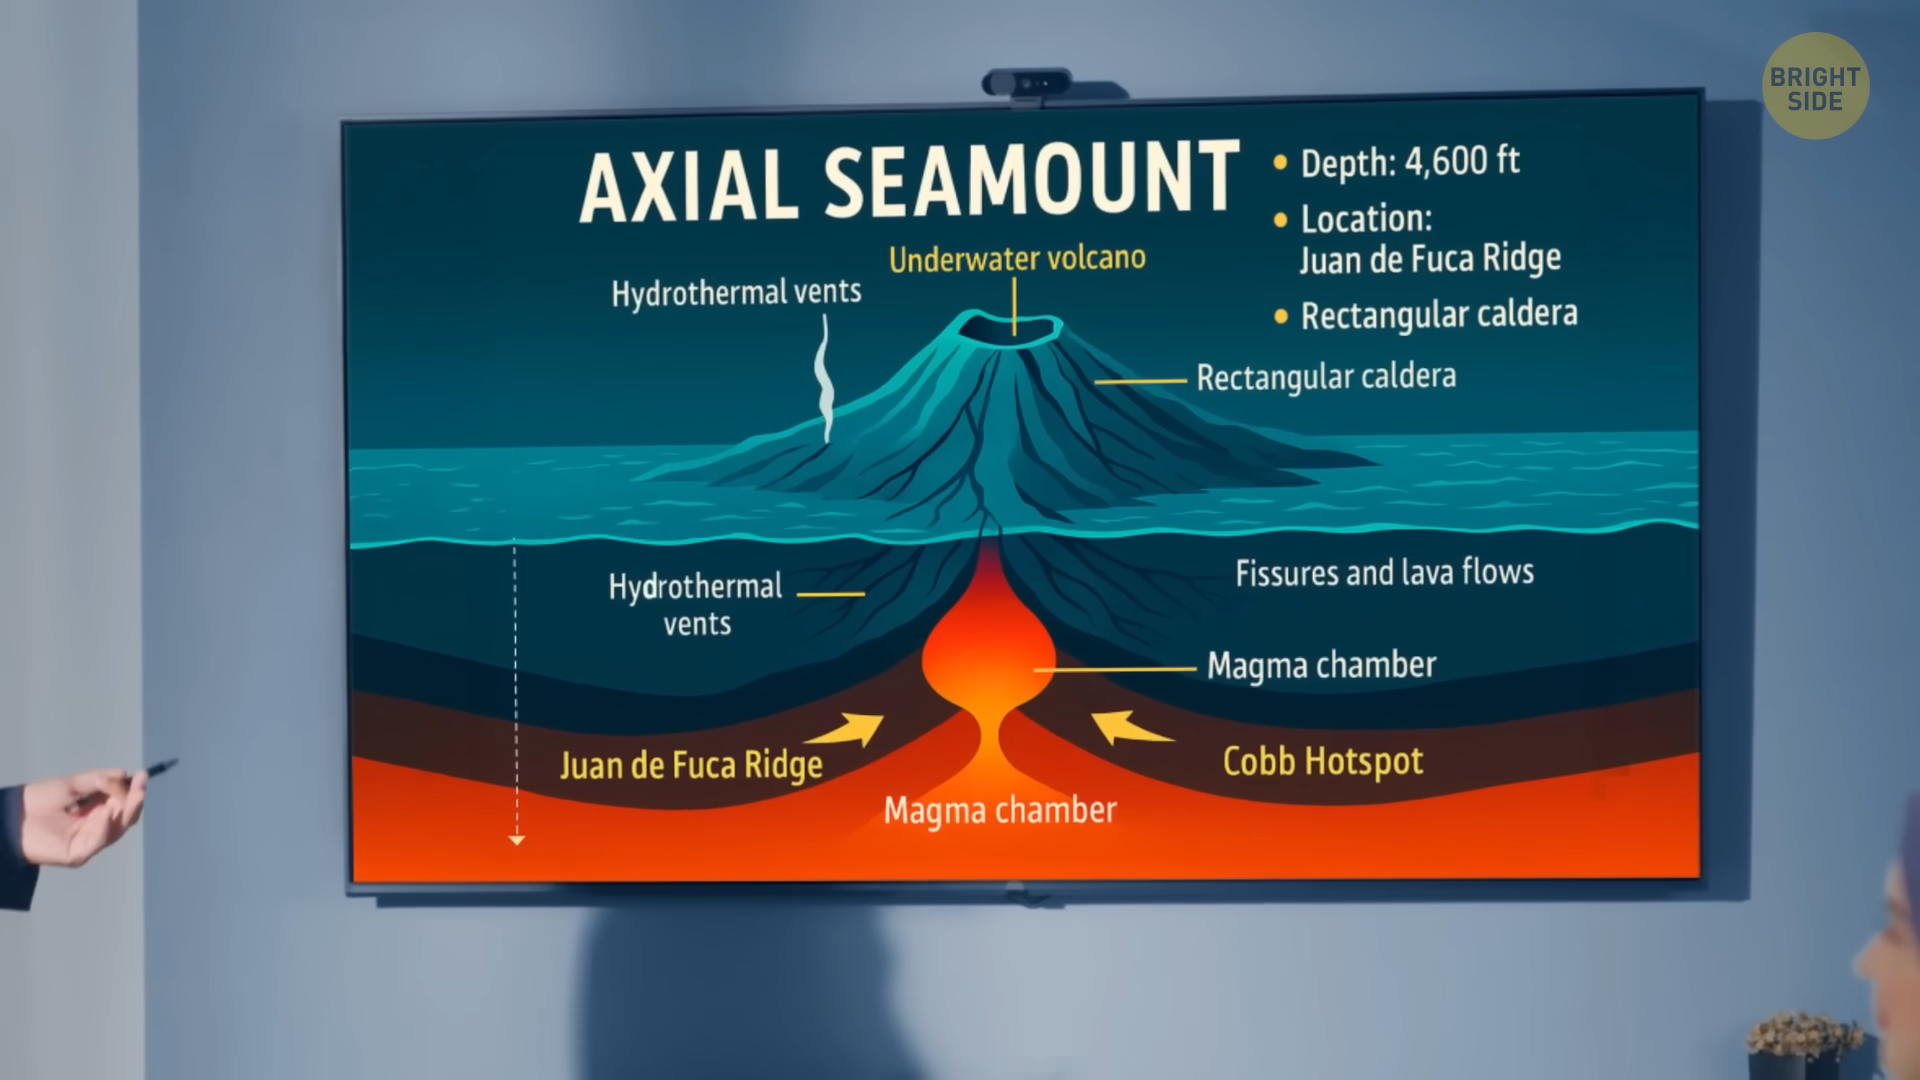 BRIGHT
SIDE
AXIAL SEAMOUNT
• Depth: 4,600 ft
• Location:
Juan de Fuca Ridge
• Rectangular caldera
Underwater volcano
Hydrothermal vents
Rectangular caldera
Hydrothermal
vents
Fissures and lava flows
Magma chamber
Juan de Fuca Ridge
Cobb Hotspot
Magma chamber